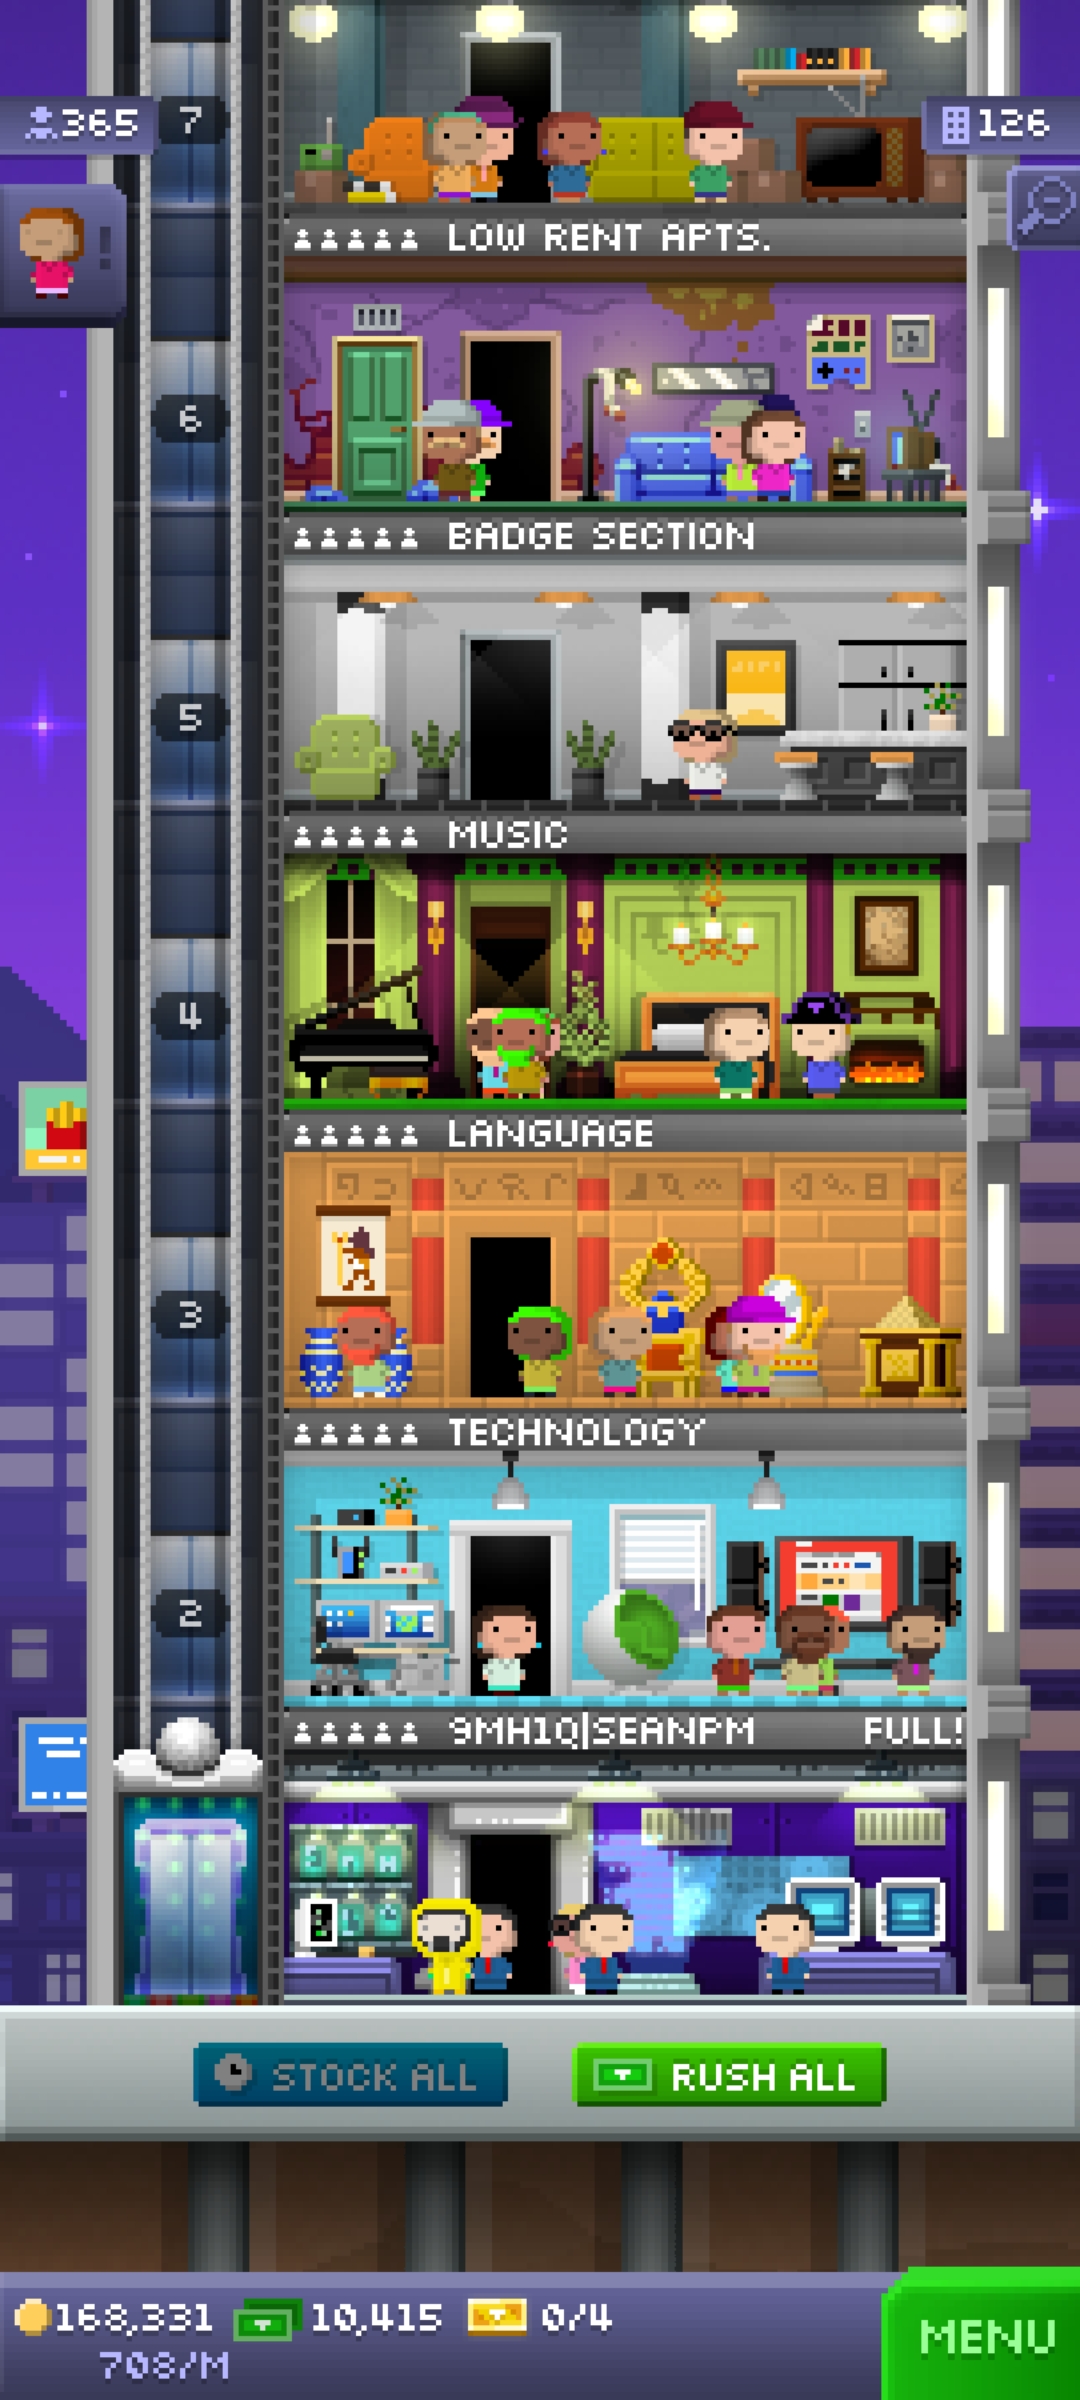 7
365
126
LOW RENT APTS.
6
BADGE SECTION
5
MUSIC
4
LANGUAGE
3
TECHNOLOGY
2
9MH1Q|SEANPM FULL!
STOCK ALL
RUSH ALL
168,331 10,415 0/4
708/M
MENU